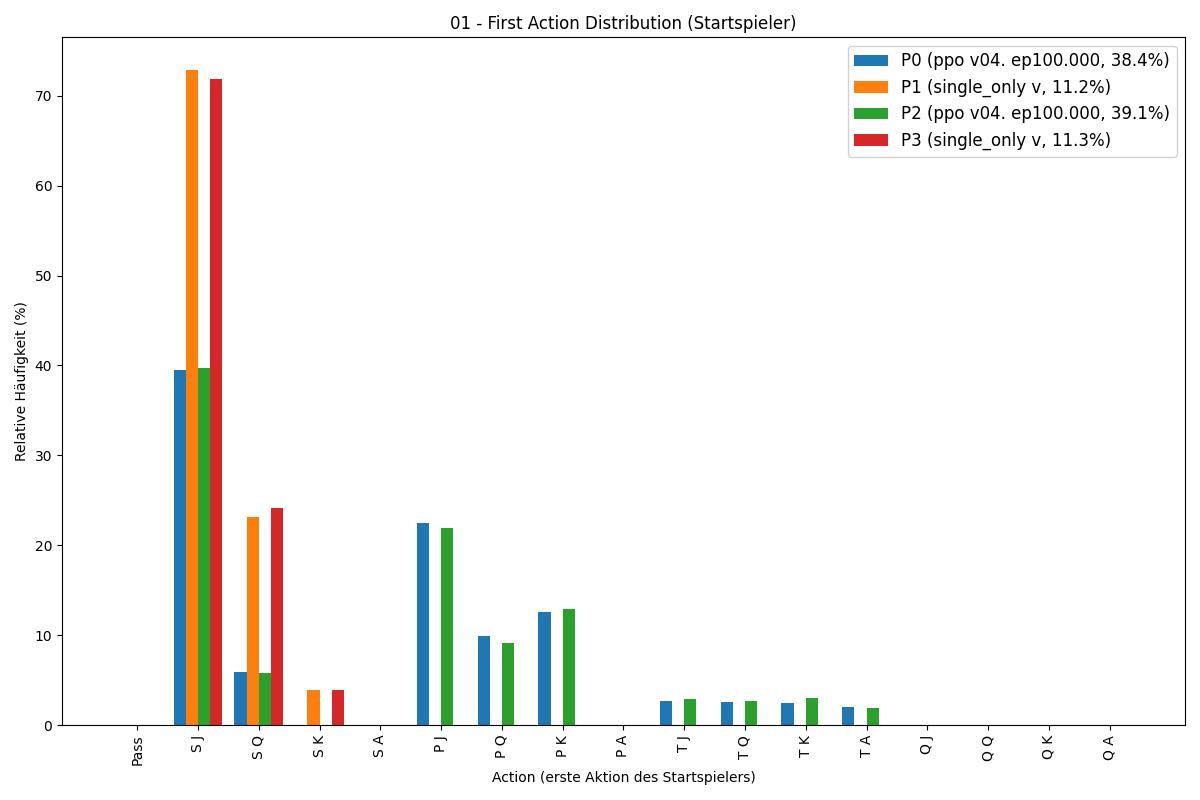 01 - First Action Distribution (Startspieler)
P0 (ppo v04. ep100.000, 38.4%)
P1 (single_only v, 11.2%)
P2 (ppo v04. ep100.000, 39.1%)
P3 (single_only v, 11.3%)
Relative Häufigkeit (%)
70
60
50
40
30
20
10
0
Pass
S J
S Q
S K
S A
P J
P Q
P K
P A
T J
T Q
T K
T A
Q J
Q Q
Q K
Q A
Action (erste Aktion des Startspielers)